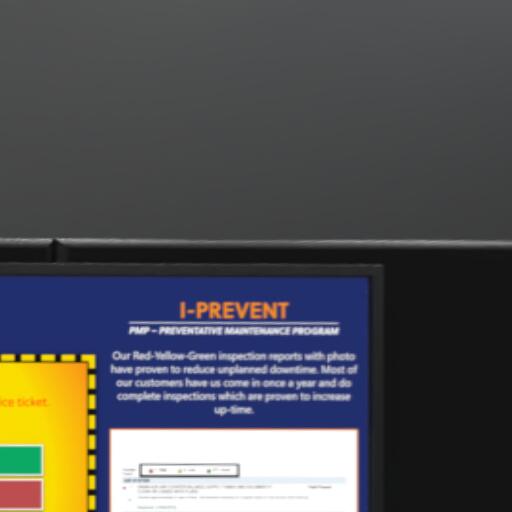 I-PREVENT
PMP – PREVENTATIVE MAINTENANCE PROGRAM
Our Red-Yellow-Green inspection reports with photo
have proven to reduce unplanned downtime. Most of
our customers have us come in once a year and do
complete inspections which are proven to increase
up-time.
ice ticket.